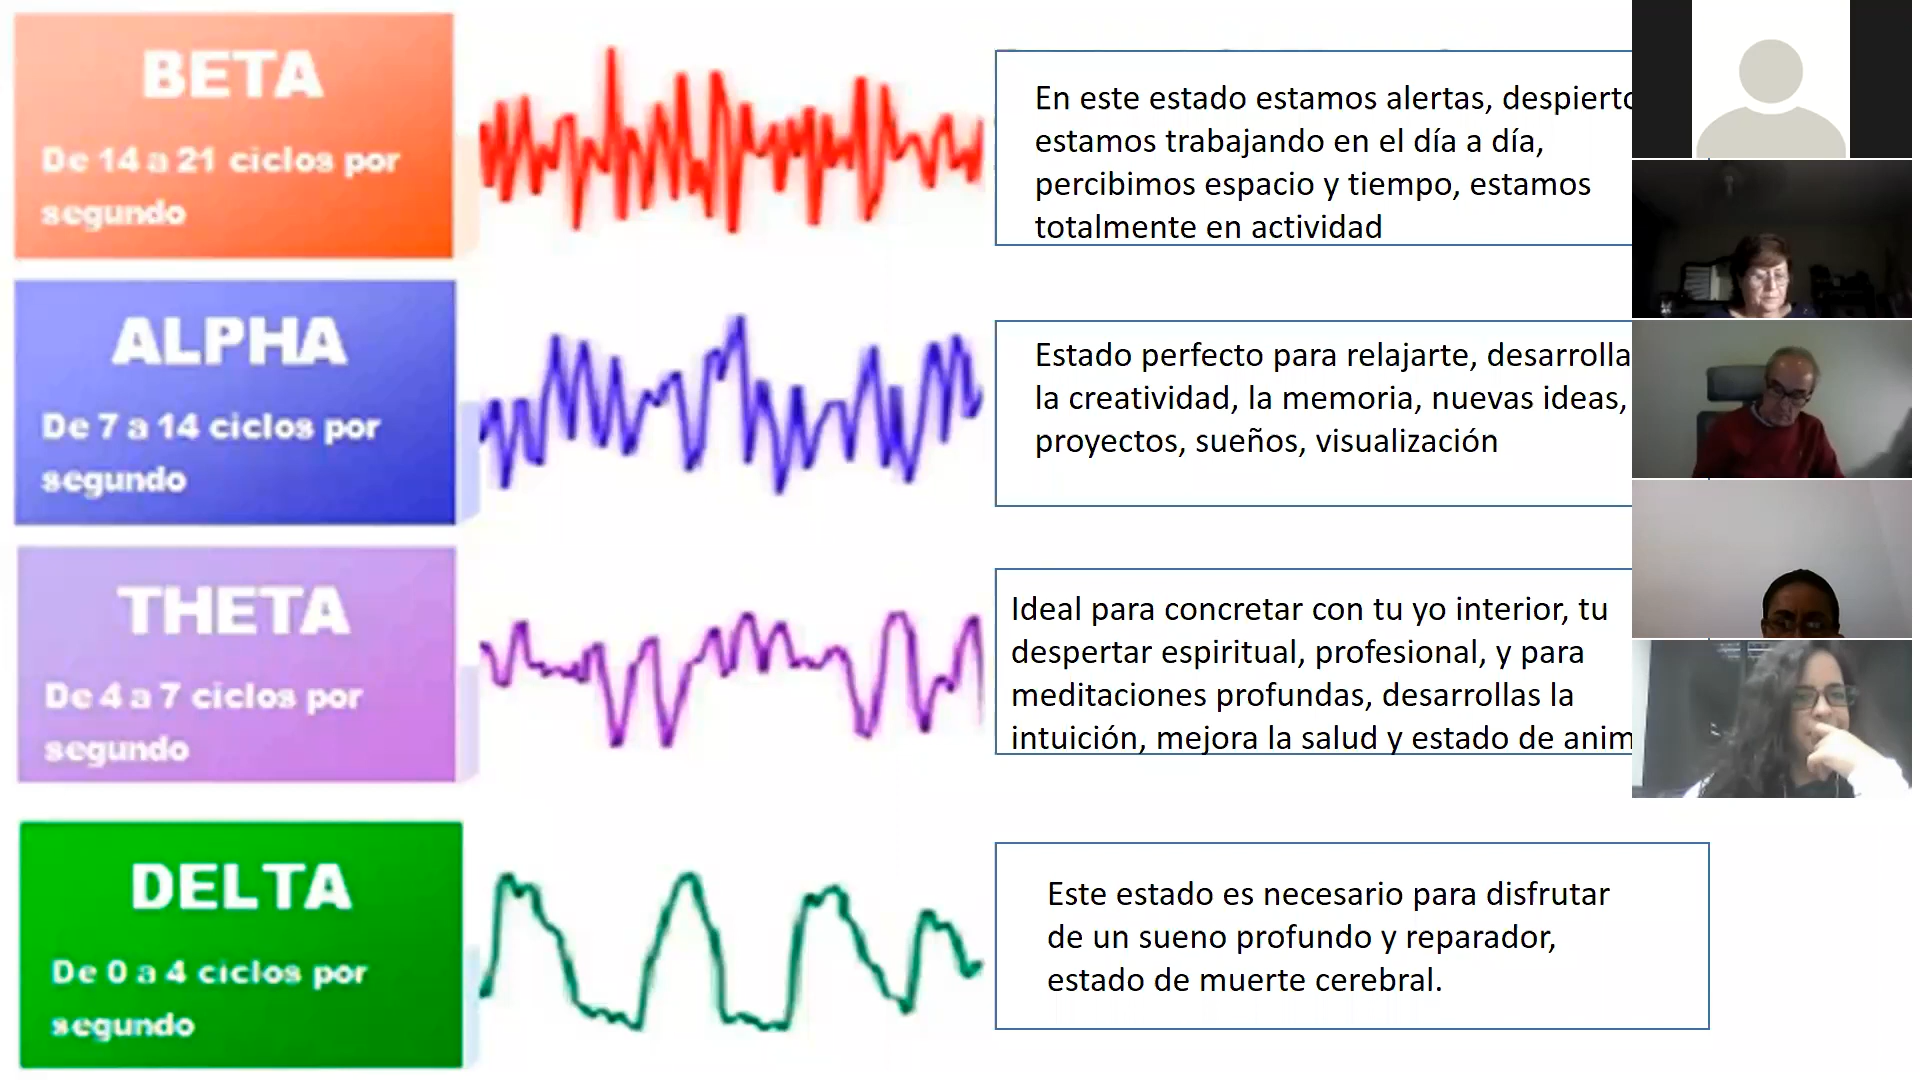 BETA
De 14 a 21 ciclos por
segundo
En este estado estamos alertas, despierto
estamos trabajando en el día a día,
percibimos espacio y tiempo, estamos
totalmente en actividad
ALPHA
De 7 a 14 ciclos por
segundo
Estado perfecto para relajarte, desarrolla
la creatividad, la memoria, nuevas ideas,
proyectos, sueños, visualización
THETA
De 4 a 7 ciclos por
segundo
Ideal para concretar con tu yo interior, tu
despertar espiritual, profesional, y para
meditaciones profundas, desarrollas la
intuición, mejora la salud y estado de anim
DELTA
De 0 a 4 ciclos por
segundo
Este estado es necesario para disfrutar
de un sueno profundo y reparador,
estado de muerte cerebral.